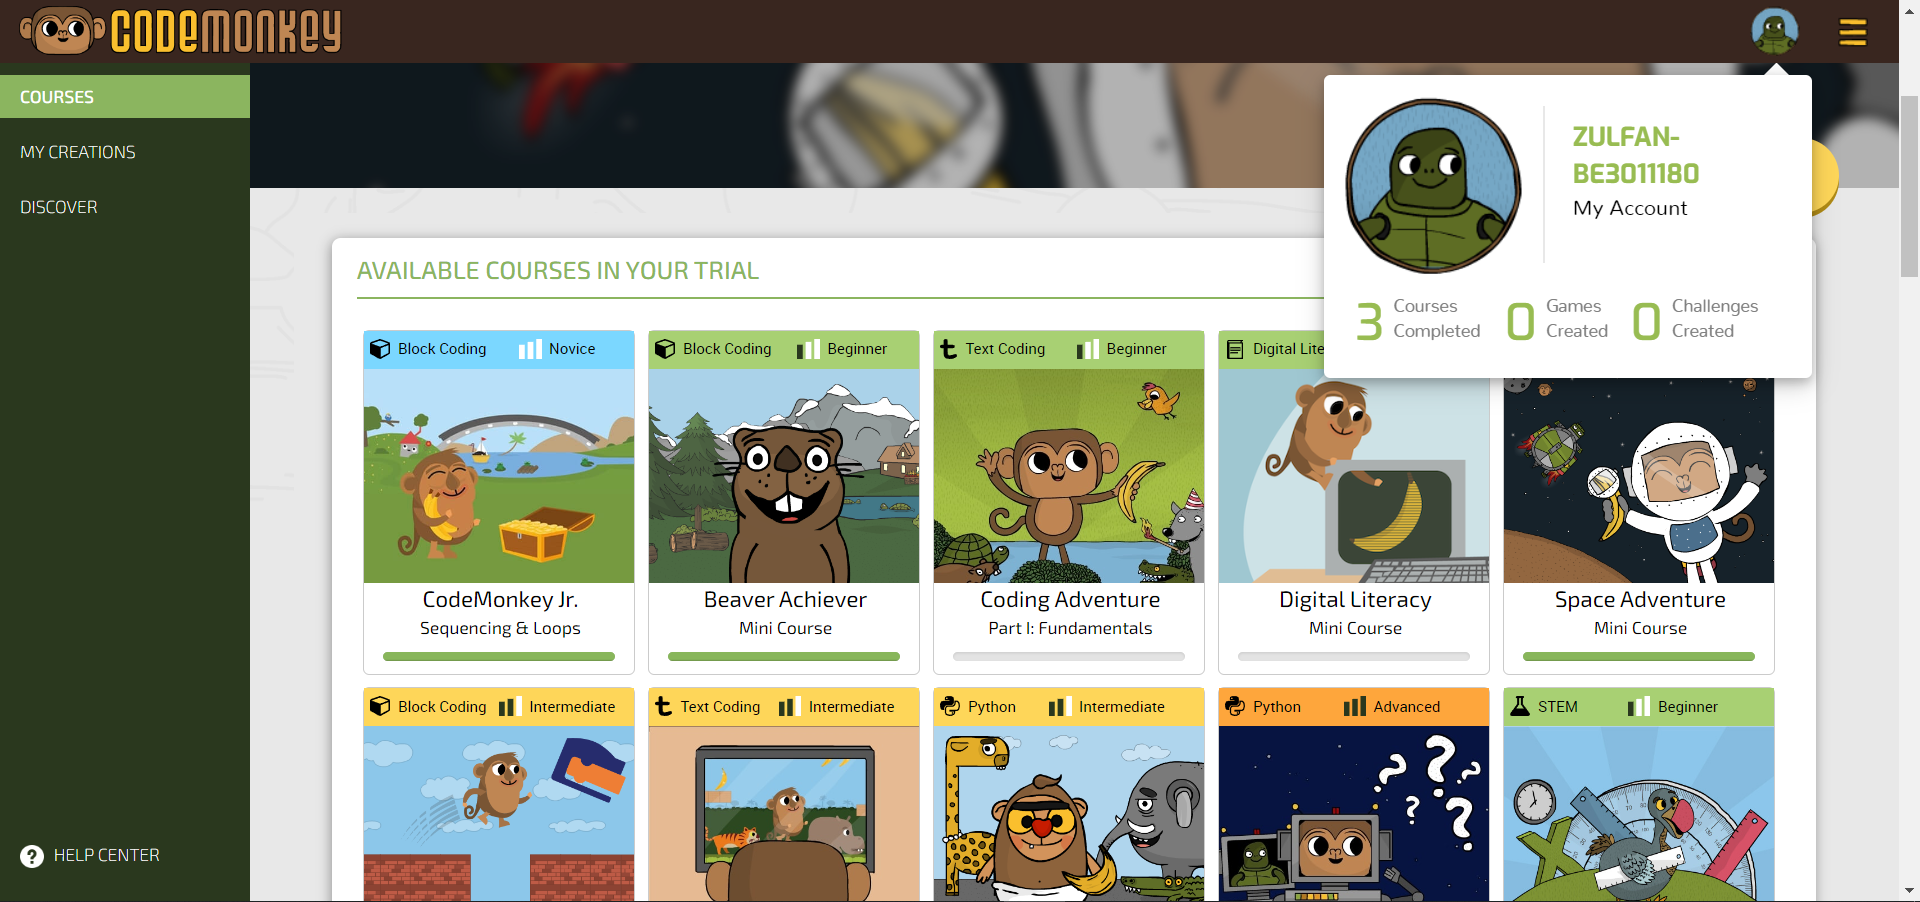 CODEMONKEY
COURSES
MY CREATIONS
DISCOVER
HELP CENTER
ZULFAN-
BE3011180
My Account
3 Courses Completed
0 Games Created
0 Challenges Created
AVAILABLE COURSES IN YOUR TRIAL
Block Coding Novice
CodeMonkey Jr.
Sequencing & Loops
Block Coding Beginner
Beaver Achiever
Mini Course
Text Coding Beginner
Coding Adventure
Part I: Fundamentals
Digital Lite
Digital Literacy
Mini Course
Space Adventure
Mini Course
Block Coding Intermediate
Text Coding Intermediate
Python Intermediate
Python Advanced
? ? ? ? ?
STEM Beginner